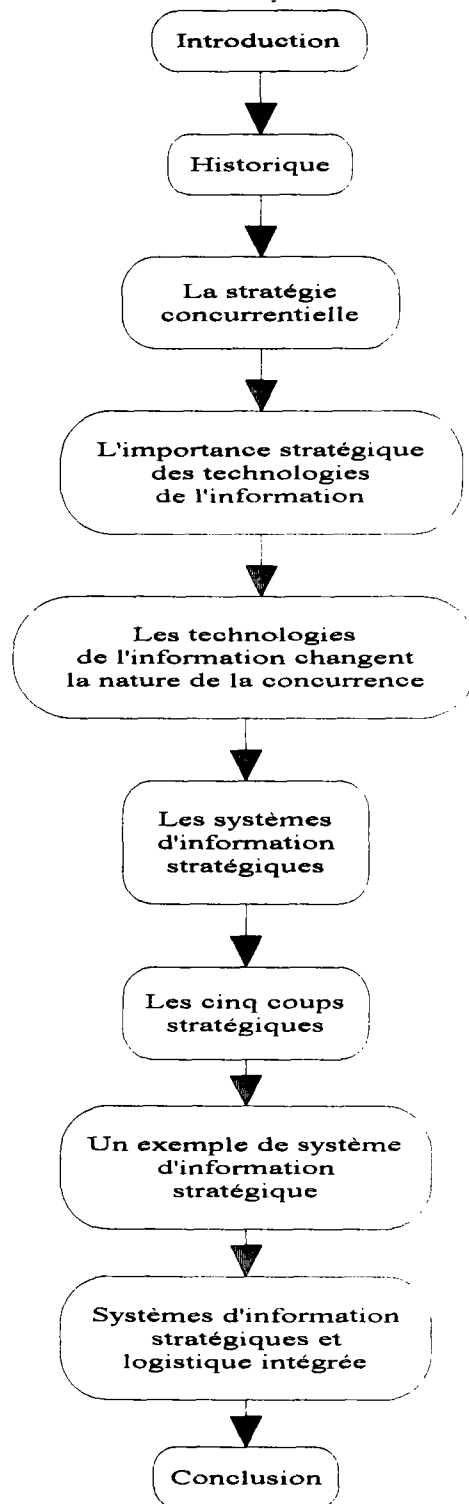 Introduction
Historique
La stratégie
concurrentielle
L'importance stratégique
des technologies
de l'information
Les technologies
de l'information changent
la nature de la concurrence
Les systèmes
d'information
stratégiques
Les cinq coups
stratégiques
Un exemple de système
d'information
stratégique
Systèmes d'information
stratégiques et
logistique intégrée
Conclusion